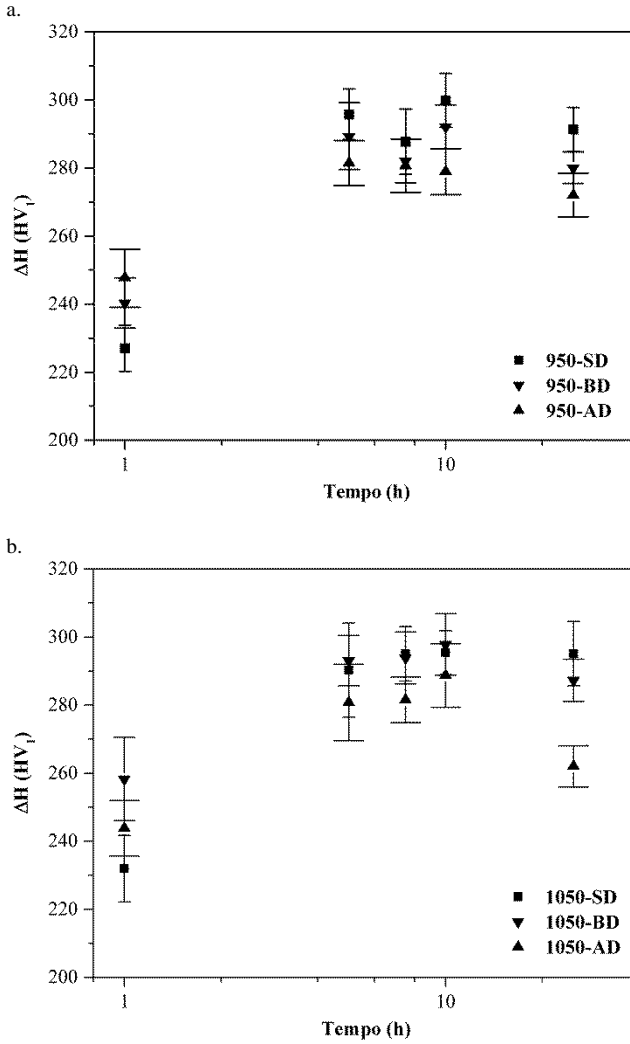 a.
320
300
280
260
240
220
200
ΔH (HV₁)
950-SD
950-BD
950-AD
1
10
Tempo (h)
b.
320
300
280
260
240
220
200
ΔH (HV₁)
1050-SD
1050-BD
1050-AD
1
10
Tempo (h)